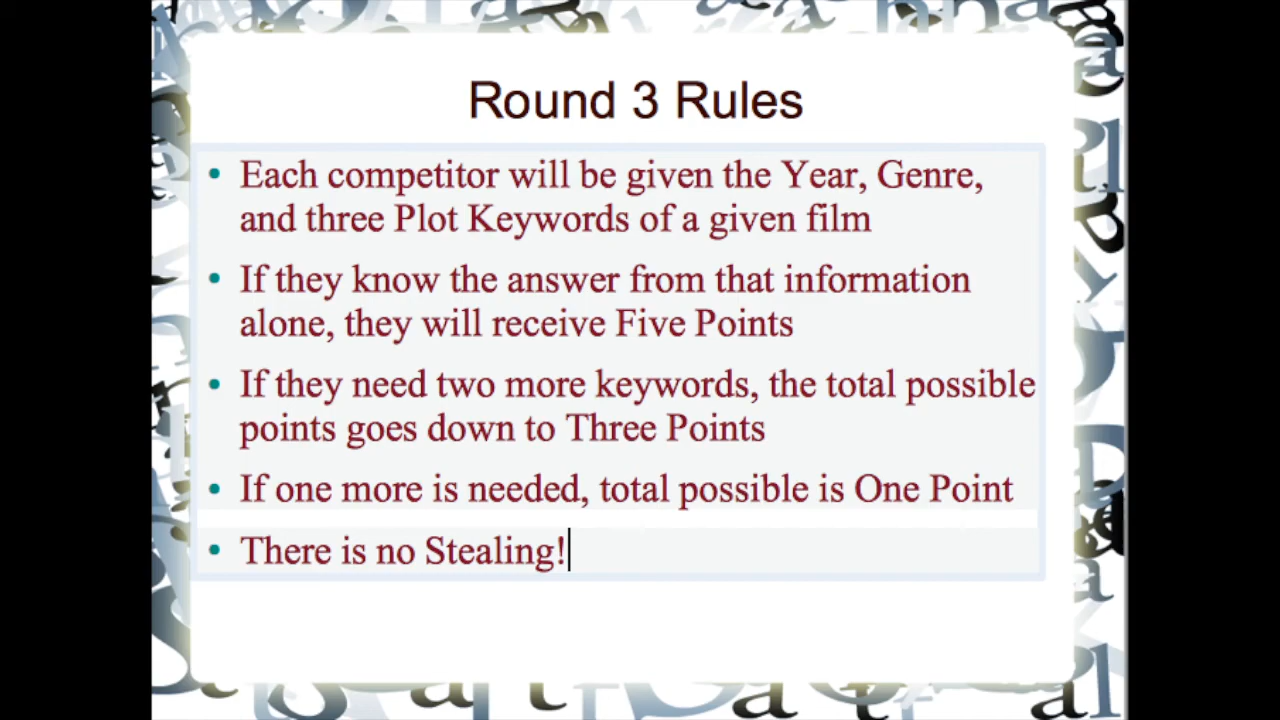 Round 3 Rules
• Each competitor will be given the Year, Genre,
and three Plot Keywords of a given film
• If they know the answer from that information
alone, they will receive Five Points
• If they need two more keywords, the total possible
points goes down to Three Points
• If one more is needed, total possible is One Point
• There is no Stealing!